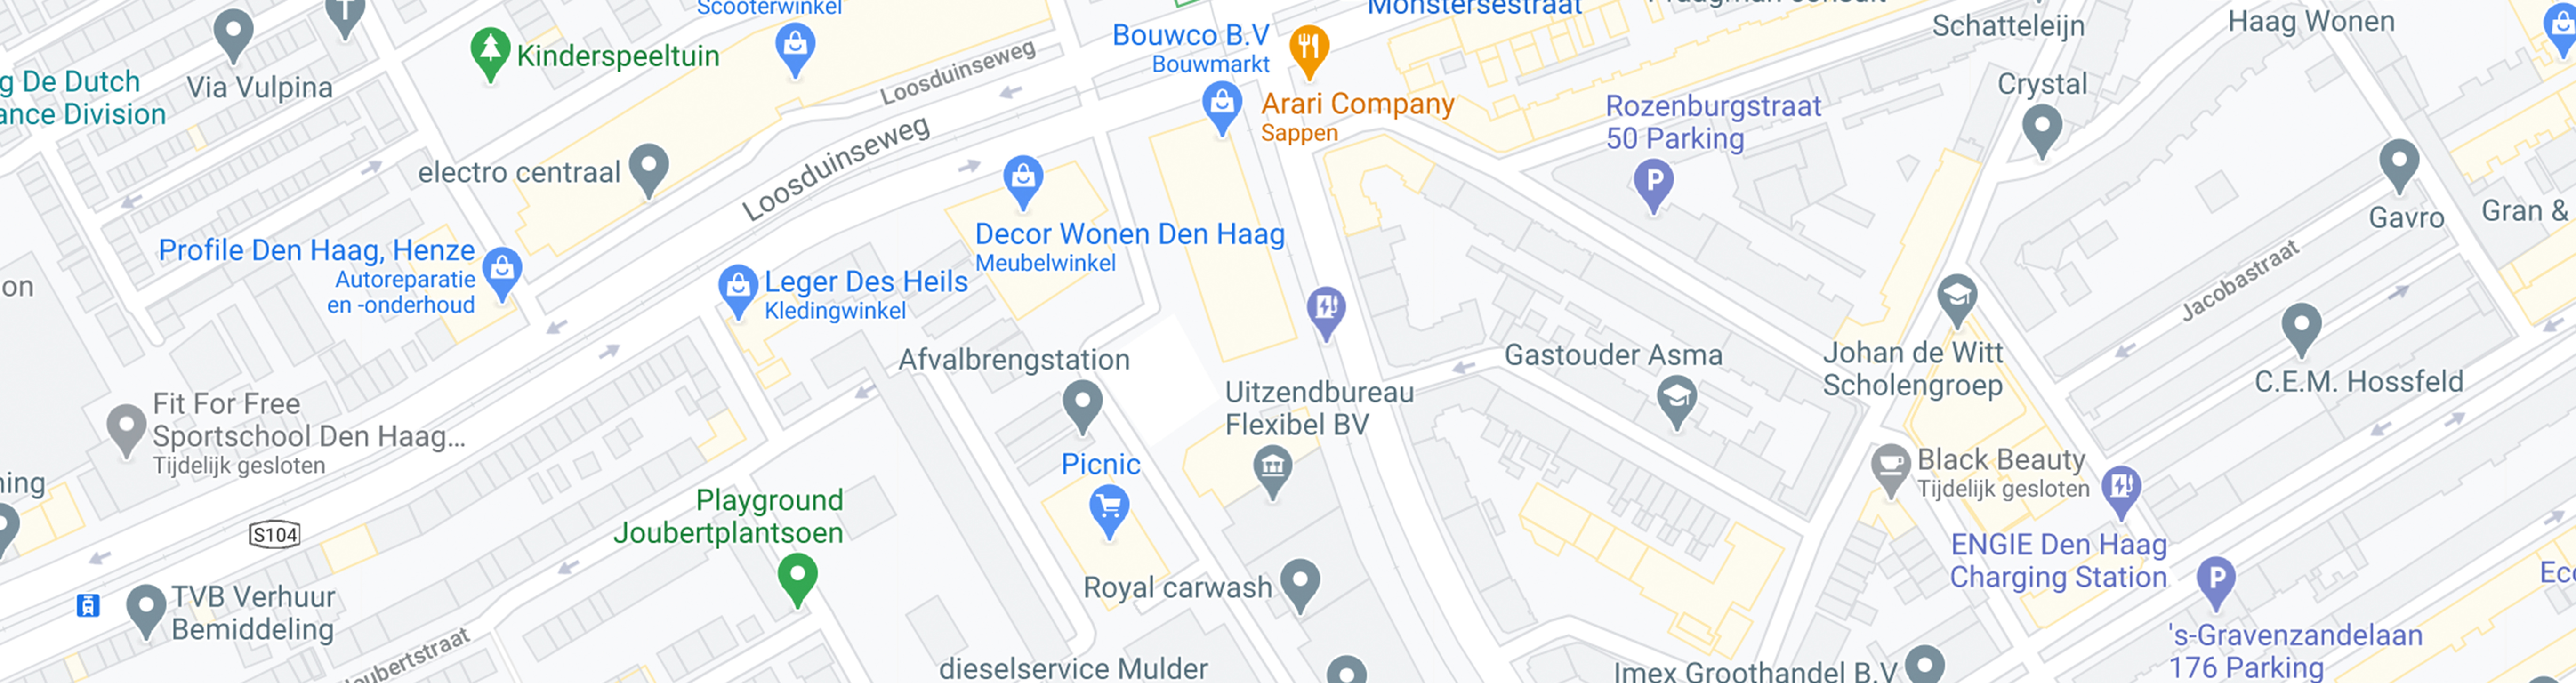 Scooterwinkel
Monstersestraat
Schatteleijn
Haag Wonen
Bouwco B.V
Bouwmarkt
Kinderspeeltuin
Loosduinseweg
g De Dutch
ance Division
Via Vulpina
Crystal
Arari Company
Sappen
Rozenburgstraat
50 Parking
electro centraal
Loosduinseweg
Gavro
Gran &
Decor Wonen Den Haag
Meubelwinkel
Profile Den Haag, Henze
Autoreparatie
en -onderhoud
Leger Des Heils
Kledingwinkel
on
Jacobastraat
Afvalbrengstation
Gastouder Asma
Johan de Witt
Scholengroep
C.E.M. Hossfeld
Uitzendbureau
Flexibel BV
Fit For Free
Sportschool Den Haag...
Tijdelijk gesloten
Picnic
Black Beauty
Tijdelijk gesloten
ning
Playground
Joubertplantsoen
S104
ENGIE Den Haag
Charging Station
P
P
Royal carwash
TVB Verhuur
Bemiddeling
oubertstraat
's-Gravenzandelaan
176 Parking
dieselservice Mulder
Imex Groothandel B.V